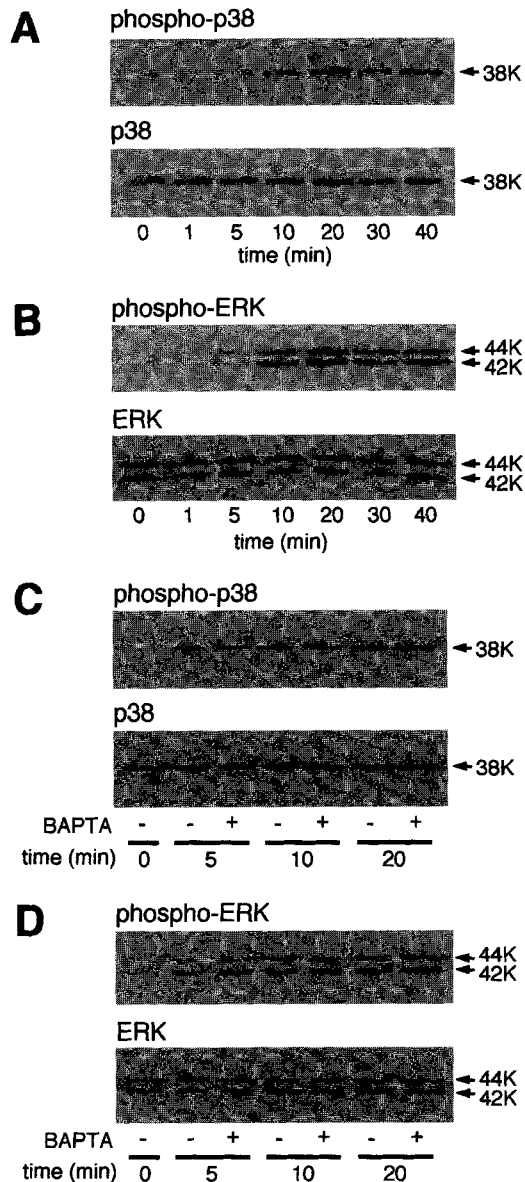 A
phospho-p38
38K
p38
38K
0 1 5 10 20 30 40
time (min)
B
phospho-ERK
44K
42K
ERK
44K
42K
0 1 5 10 20 30 40
time (min)
C
phospho-p38
38K
p38
38K
BAPTA - - + - + - +
time (min) 0 5 10 20
D
phospho-ERK
44K
42K
ERK
44K
42K
BAPTA - - + - + - +
time (min) 0 5 10 20